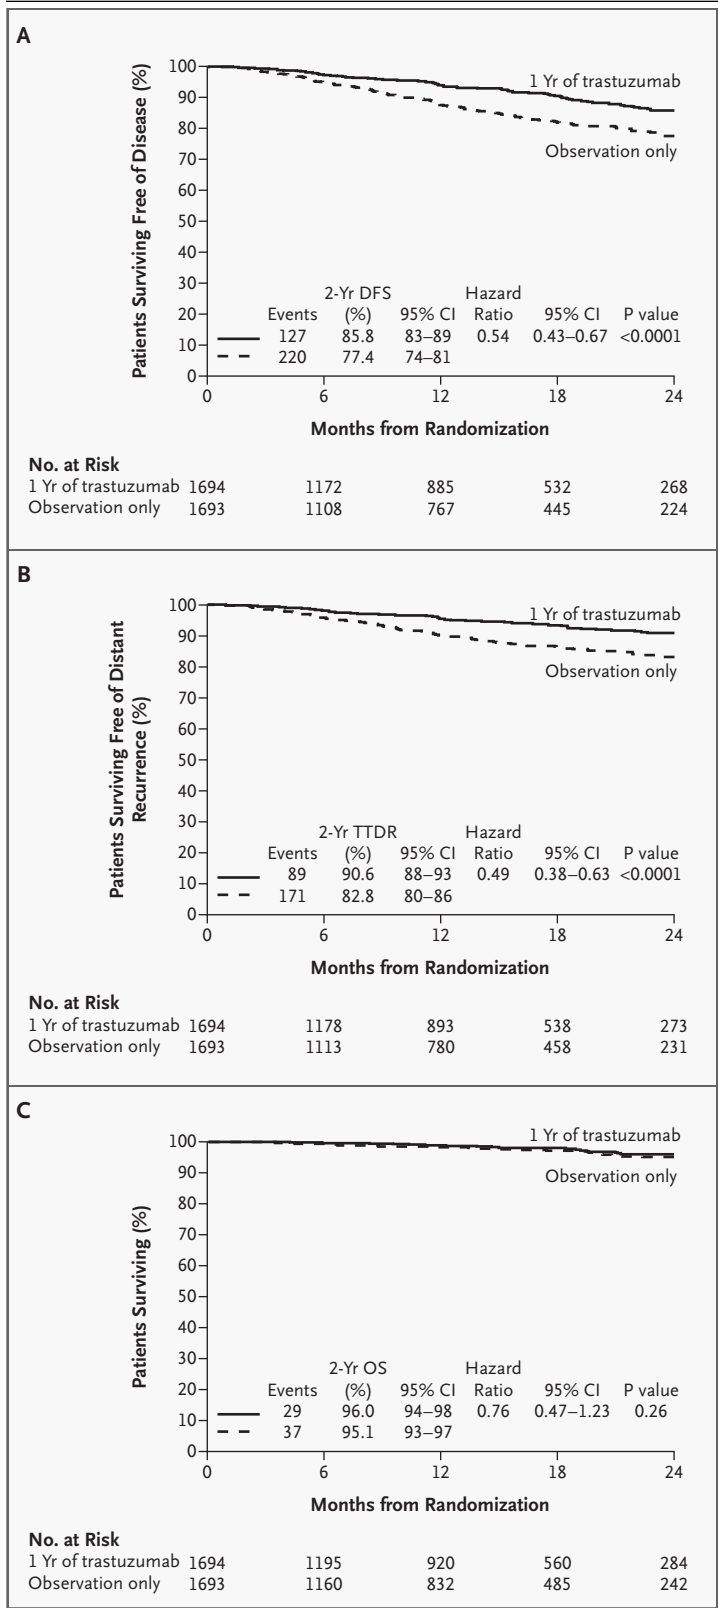 A
Patients Surviving Free of Disease (%)
100
90
80
70
60
50
40
30
20
10
0
1 Yr of trastuzumab
Observation only
2-Yr DFS Hazard
Events (%) 95% CI Ratio 95% CI P value
127 85.8 83–89 0.54 0.43–0.67 <0.0001
220 77.4 74–81
0 6 12 18 24
Months from Randomization
No. at Risk
1 Yr of trastuzumab 1694 1172 885 532 268
Observation only 1693 1108 767 445 224
B
Patients Surviving Free of Distant
Recurrence (%)
100
90
80
70
60
50
40
30
20
10
0
1 Yr of trastuzumab
Observation only
2-Yr TTDR Hazard
Events (%) 95% CI Ratio 95% CI P value
89 90.6 88–93 0.49 0.38–0.63 <0.0001
171 82.8 80–86
0 6 12 18 24
Months from Randomization
No. at Risk
1 Yr of trastuzumab 1694 1178 893 538 273
Observation only 1693 1113 780 458 231
C
Patients Surviving (%)
100
90
80
70
60
50
40
30
20
10
0
1 Yr of trastuzumab
Observation only
2-Yr OS Hazard
Events (%) 95% CI Ratio 95% CI P value
29 96.0 94–98 0.76 0.47–1.23 0.26
37 95.1 93–97
0 6 12 18 24
Months from Randomization
No. at Risk
1 Yr of trastuzumab 1694 1195 920 560 284
Observation only 1693 1160 832 485 242